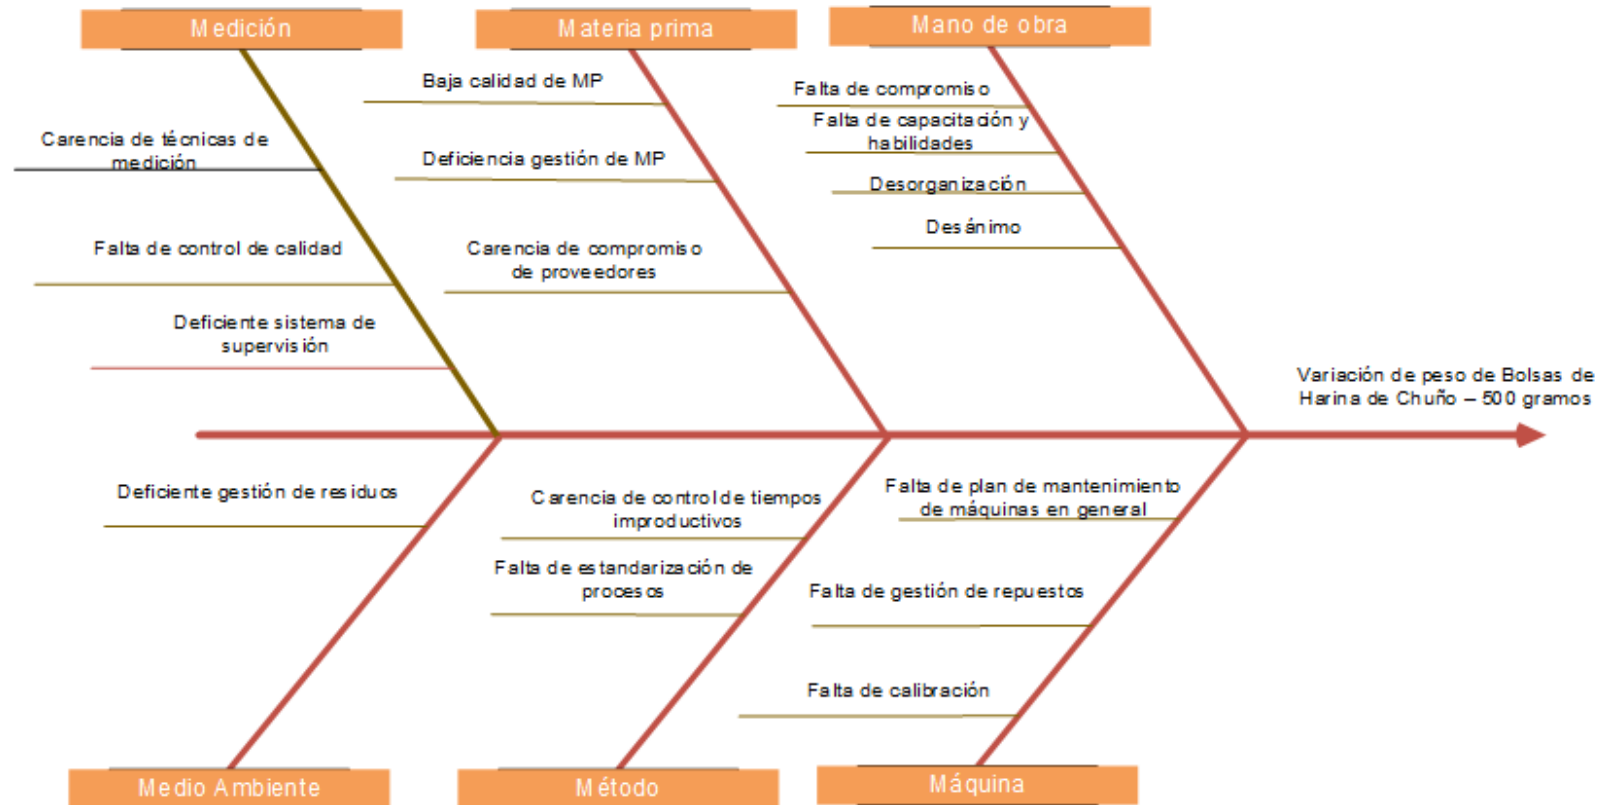 Medición
Materia prima
Mano de obra
Baja calidad de MP
Falta de compromiso
Falta de capacitación y
habilidades
Carencia de técnicas de
medición
Deficiencia gestión de MP
Desorganización
Desánimo
Falta de control de calidad
Carencia de compromiso
de proveedores
Deficiente sistema de
supervisión
Variación de peso de Bolsas de
Harina de Chuño – 500 gramos
Deficiente gestión de residuos
Carencia de control de tiempos
improductivos
Falta de plan de mantenimiento
de máquinas en general
Falta de estandarización de
procesos
Falta de gestión de repuestos
Falta de calibración
Medio Ambiente
Método
Máquina